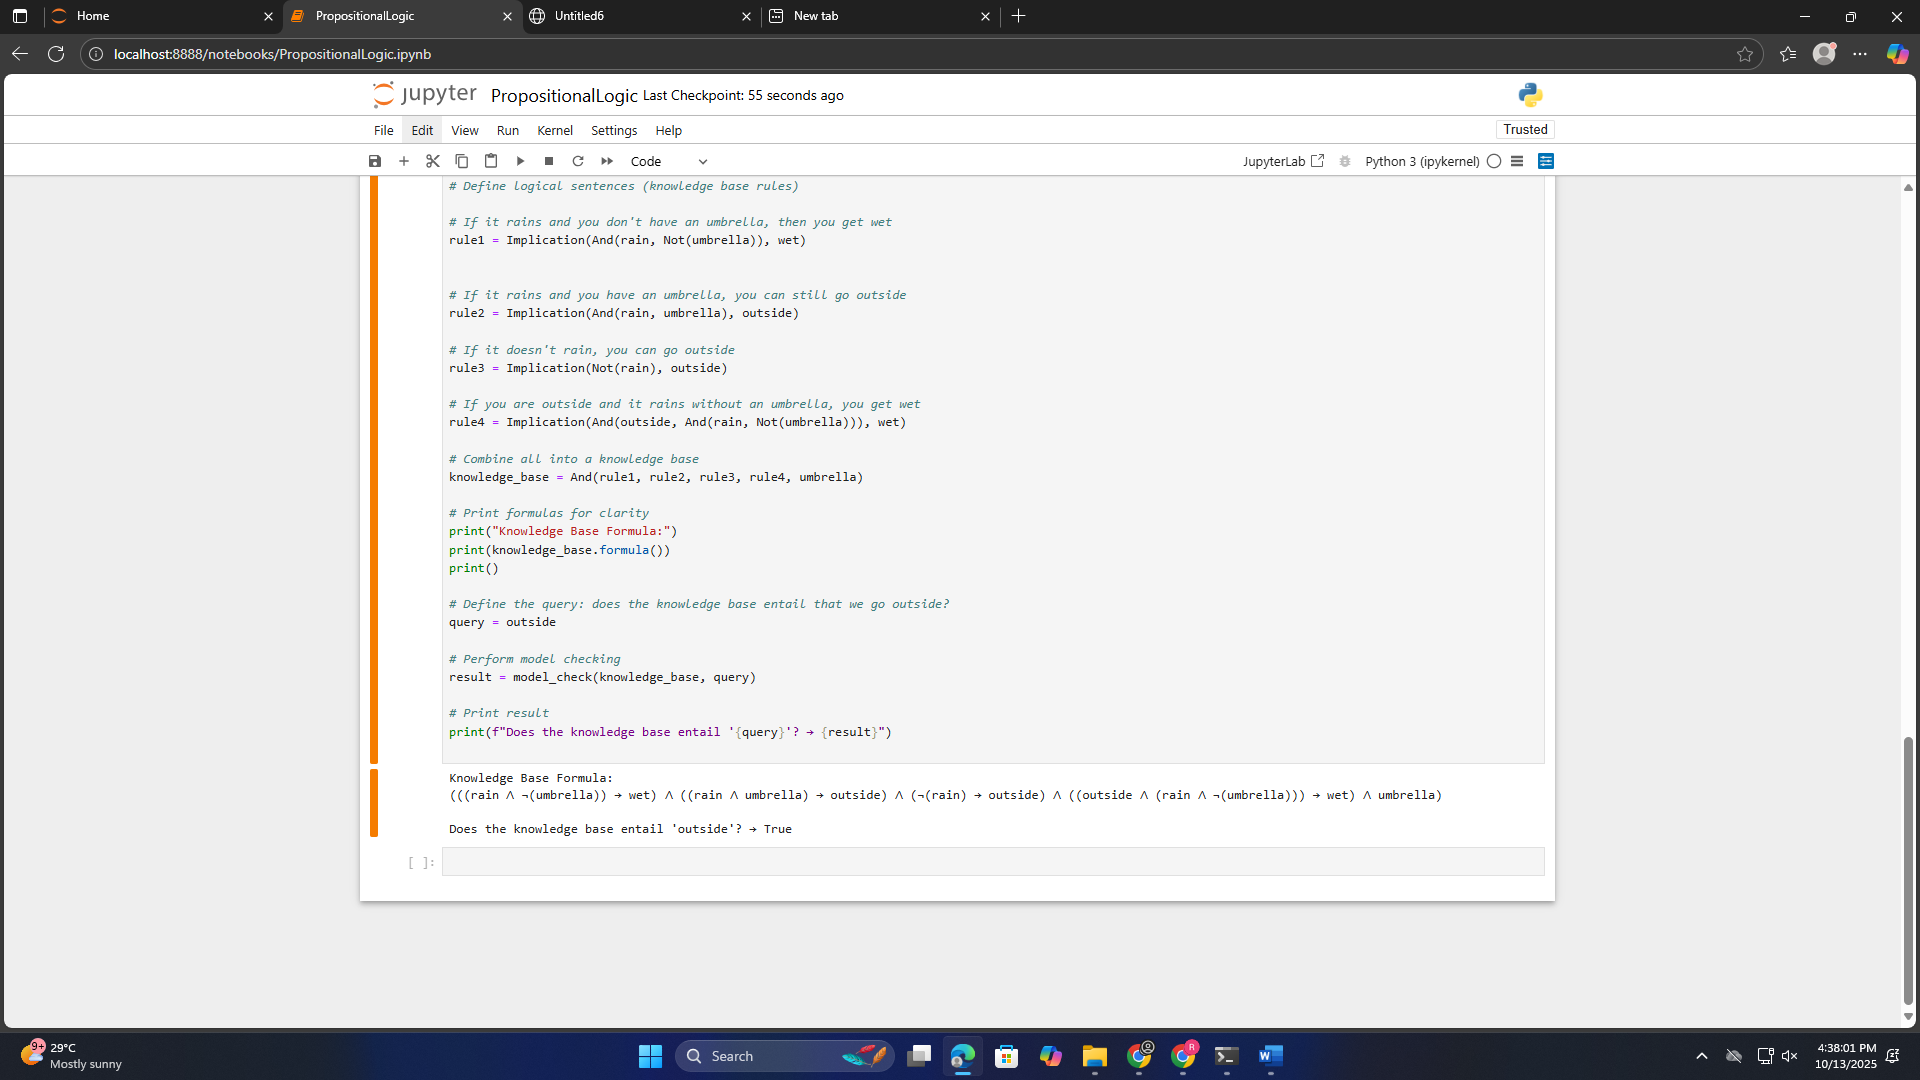 Home
PropositionalLogic
Untitled6
New tab
localhost:8888/notebooks/PropositionalLogic.ipynb
jupyter PropositionalLogic Last Checkpoint: 55 seconds ago
File Edit View Run Kernel Settings Help
Trusted
Code
JupyterLab
Python 3 (ipykernel)
# Define logical sentences (knowledge base rules)
# If it rains and you don't have an umbrella, then you get wet
rule1 = Implication(And(rain, Not(umbrella)), wet)
# If it rains and you have an umbrella, you can still go outside
rule2 = Implication(And(rain, umbrella), outside)
# If it doesn't rain, you can go outside
rule3 = Implication(Not(rain), outside)
# If you are outside and it rains without an umbrella, you get wet
rule4 = Implication(And(outside, And(rain, Not(umbrella))), wet)
# Combine all into a knowledge base
knowledge_base = And(rule1, rule2, rule3, rule4, umbrella)
# Print formulas for clarity
print("Knowledge Base Formula:")
print(knowledge_base.formula())
print()
# Define the query: does the knowledge base entail that we go outside?
query = outside
# Perform model checking
result = model_check(knowledge_base, query)
# Print result
print(f"Does the knowledge base entail '{query}'? → {result}")
Knowledge Base Formula:
(((rain ∧ ¬(umbrella)) → wet) ∧ ((rain ∧ umbrella) → outside) ∧ (¬(rain) → outside) ∧ ((outside ∧ (rain ∧ ¬(umbrella))) → wet) ∧ umbrella)
Does the knowledge base entail 'outside'? → True
[ ]:
9+
29°C
Mostly sunny
Search
R
4:38:01 PM
10/13/2025